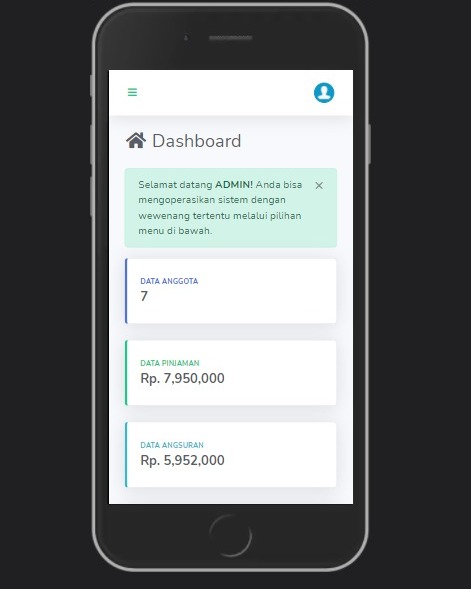 Dashboard
Selamat datang ADMIN! Anda bisa
mengoperasikan sistem dengan
wewenang tertentu melalui pilihan
menu di bawah.
DATA ANGGOTA
7
DATA PINJAMAN
Rp. 7,950,000
DATA ANGSURAN
Rp. 5,952,000